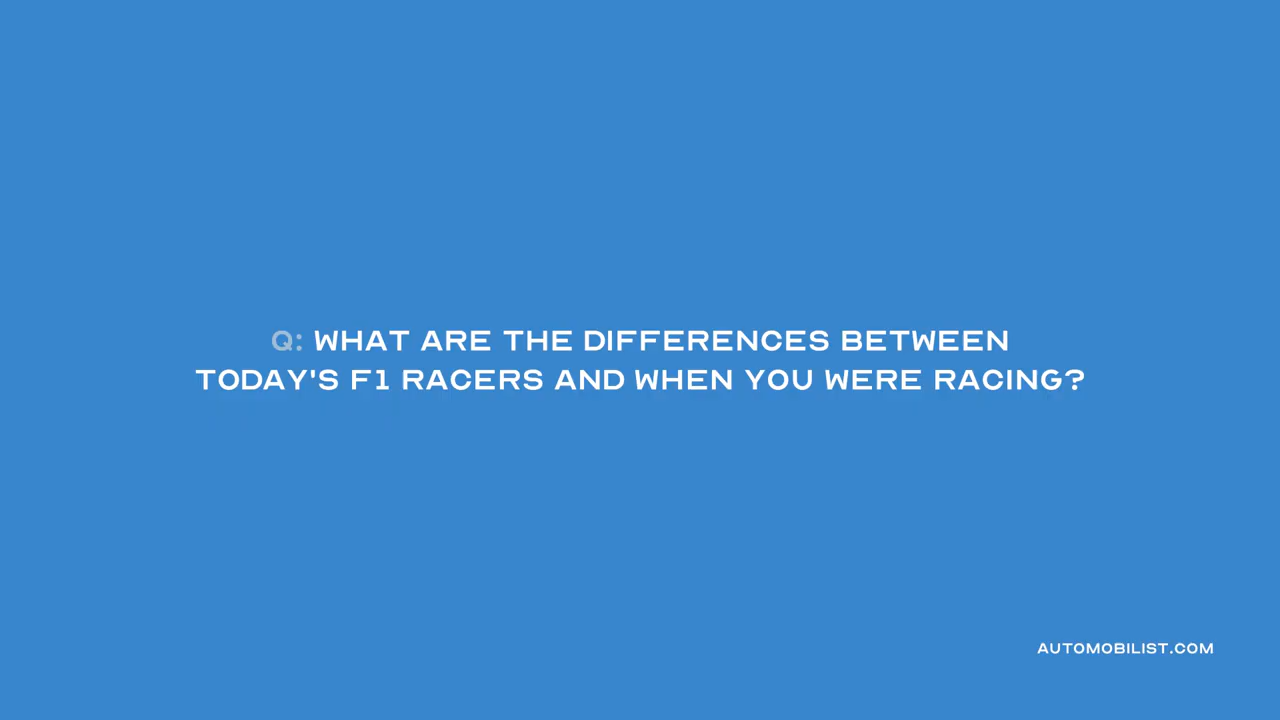 Q: WHAT ARE THE DIFFERENCES BETWEEN
TODAY'S F1 RACERS AND WHEN YOU WERE RACING?
AUTOMOBILIST.COM